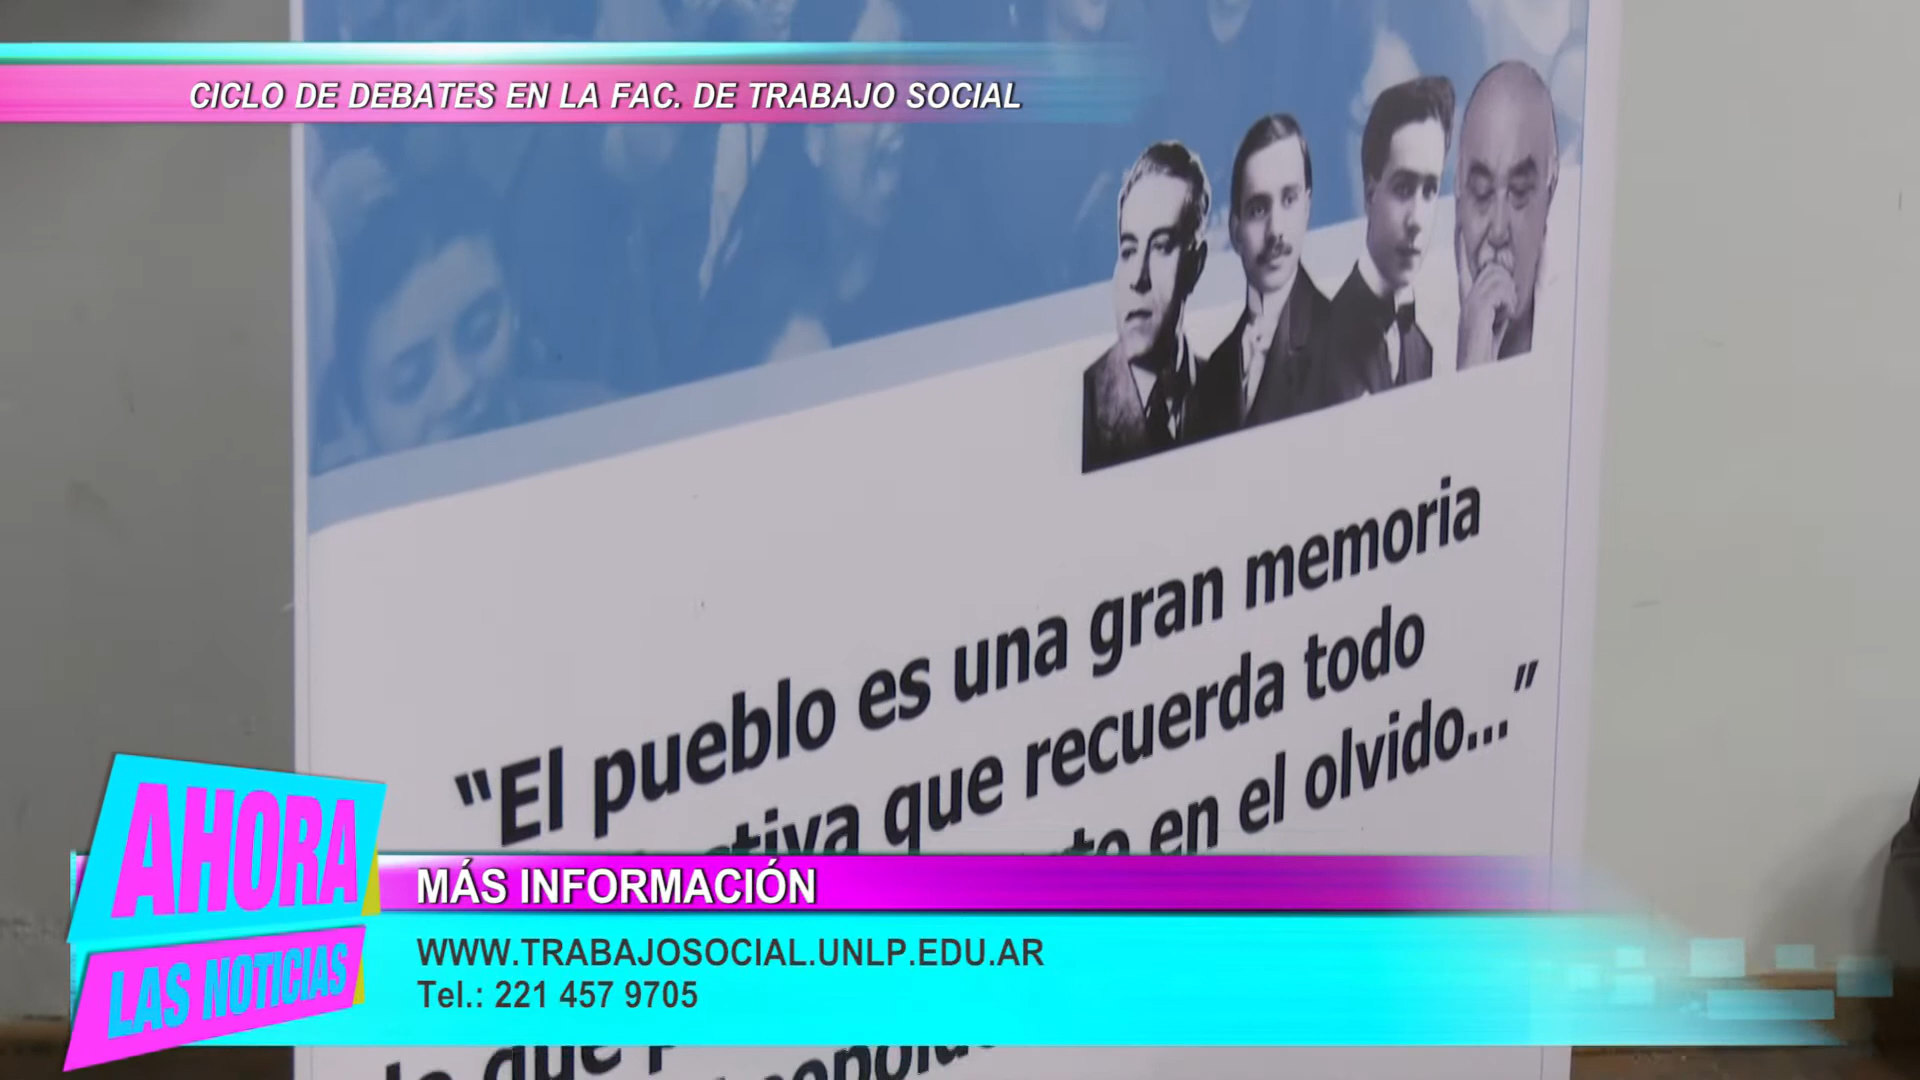 CICLO DE DEBATES EN LA FAC. DE TRABAJO SOCIAL
“El pueblo es una gran memoria
que recuerda todo
en el olvido...”
AHORA
LAS NOTICIAS
MÁS INFORMACIÓN
WWW.TRABAJOSOCIAL.UNLP.EDU.AR
Tel.: 221 457 9705
que